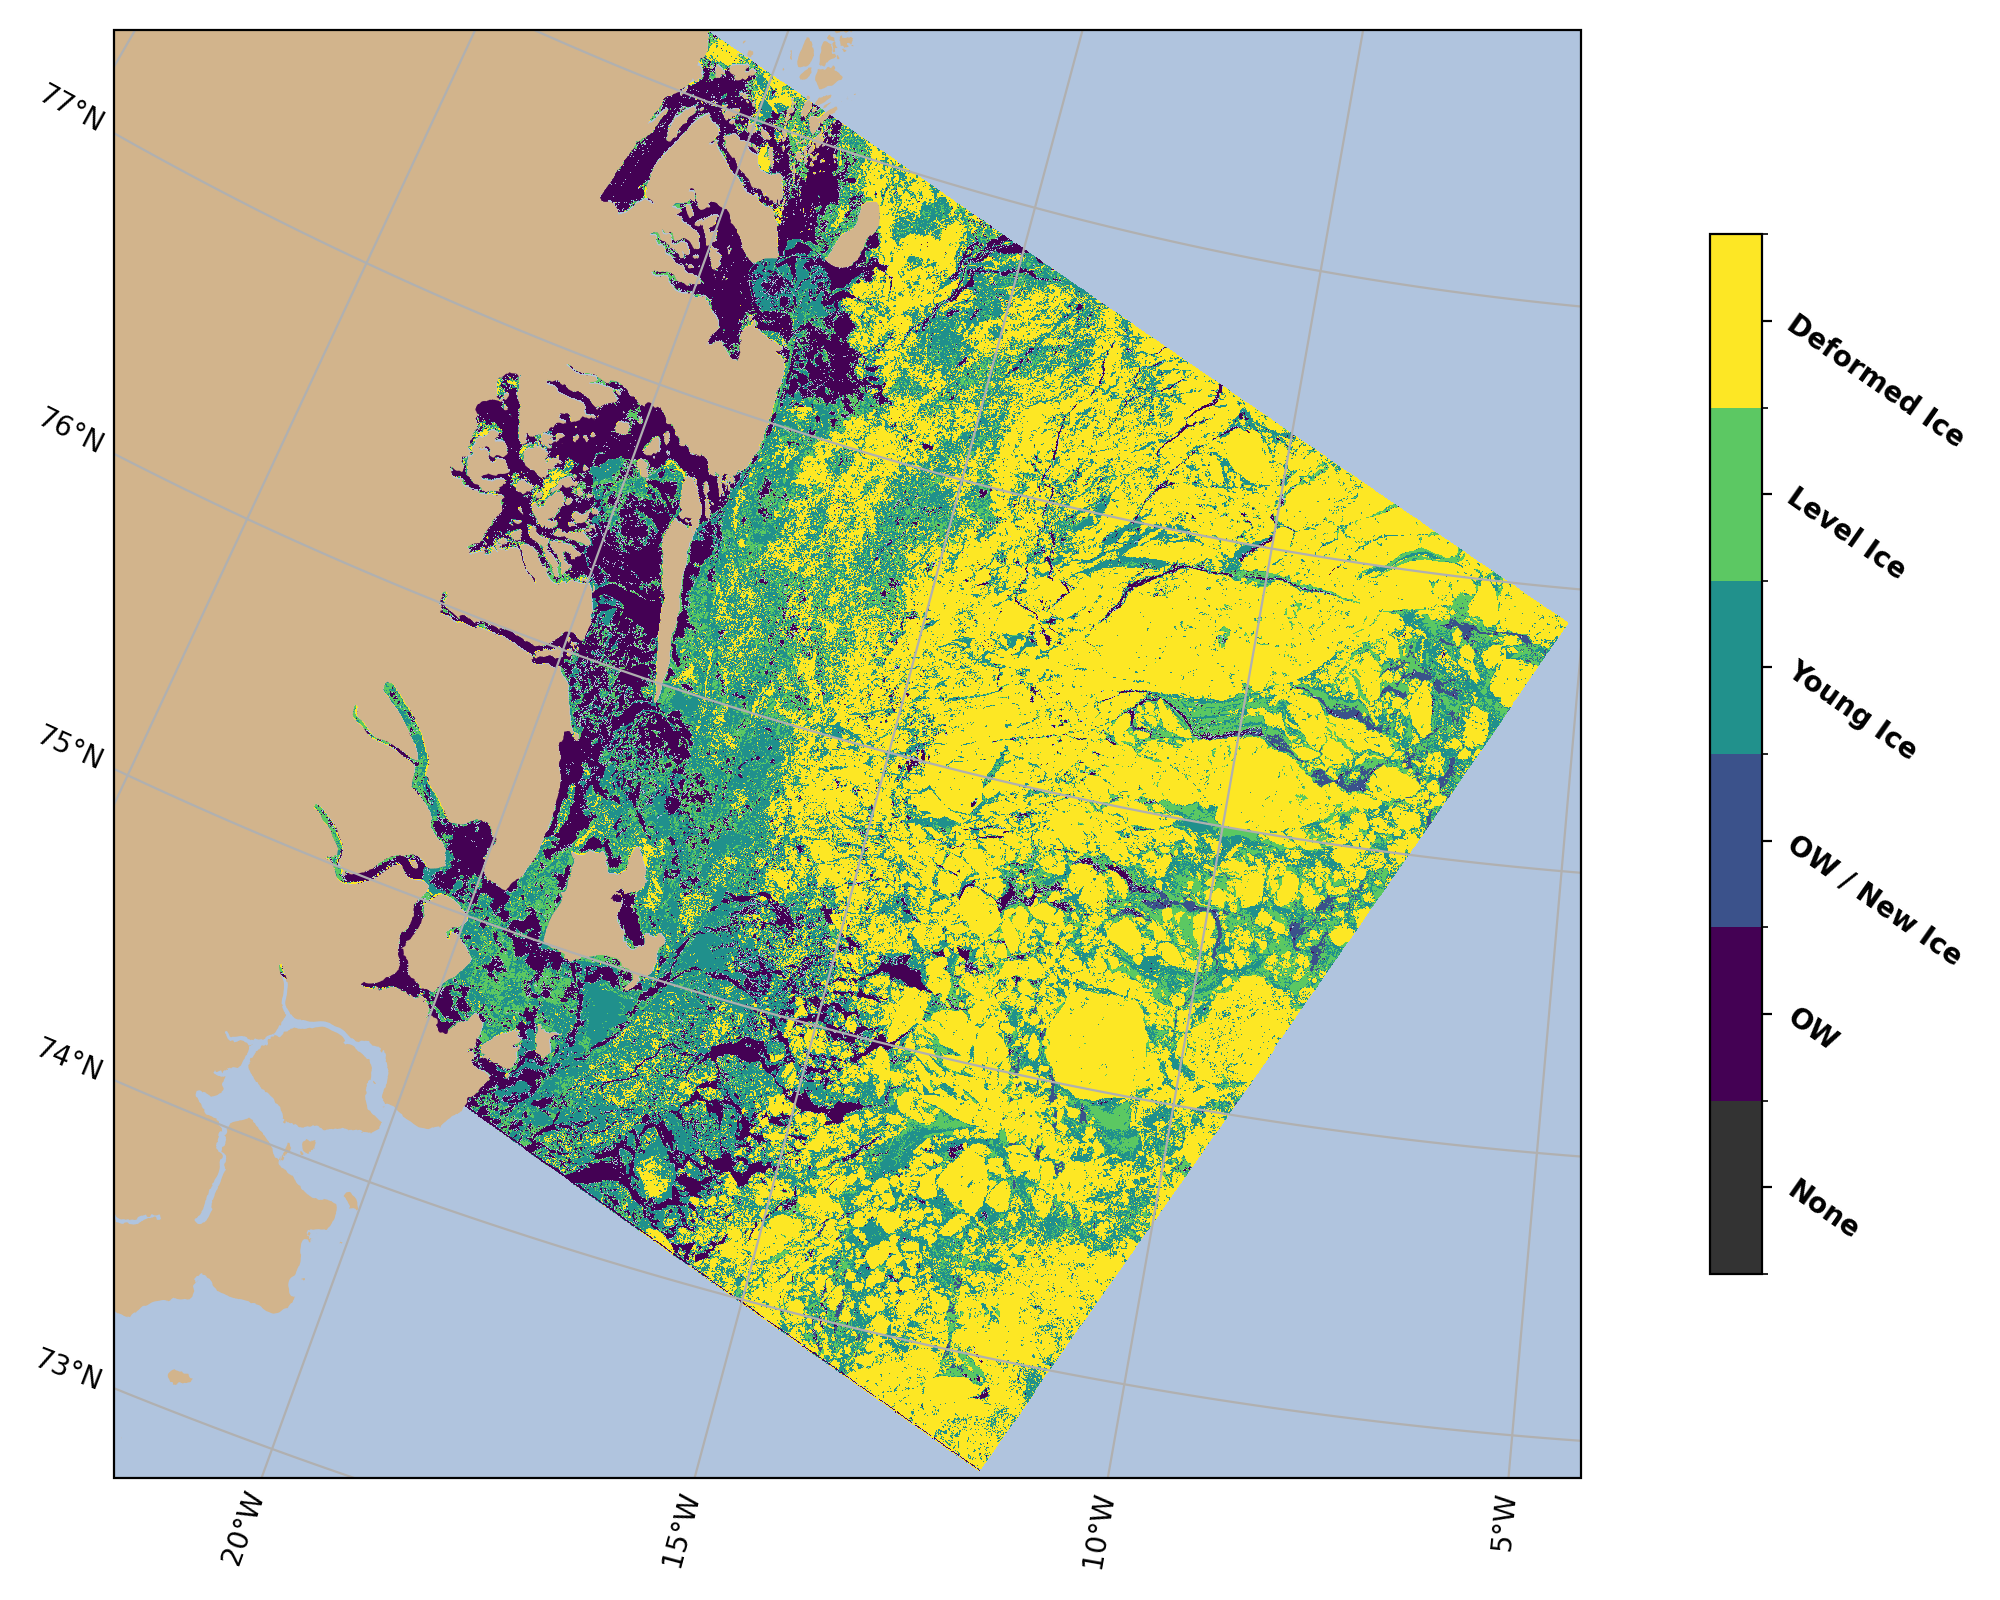 77°N
76°N
75°N
74°N
73°N
20°W
15°W
10°W
5°W
Deformed Ice
Level Ice
Young Ice
OW / New Ice
OW
None